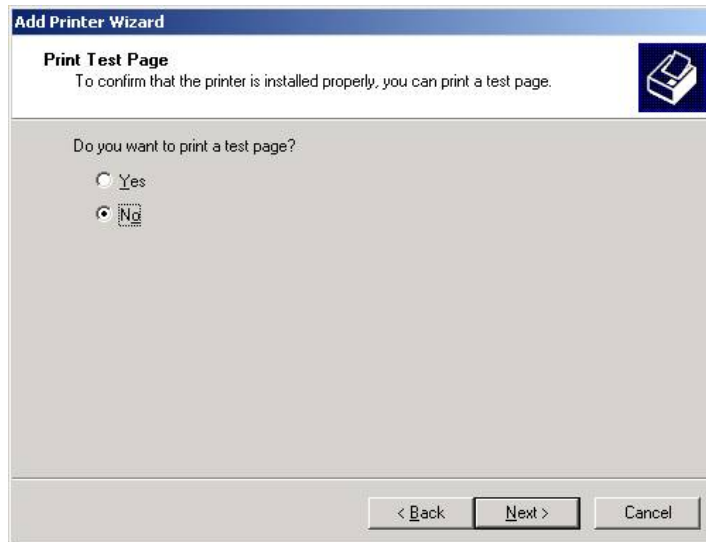 Add Printer Wizard
Print Test Page
To confirm that the printer is installed properly, you can print a test page.
Do you want to print a test page?
Yes
No
< Back Next > Cancel